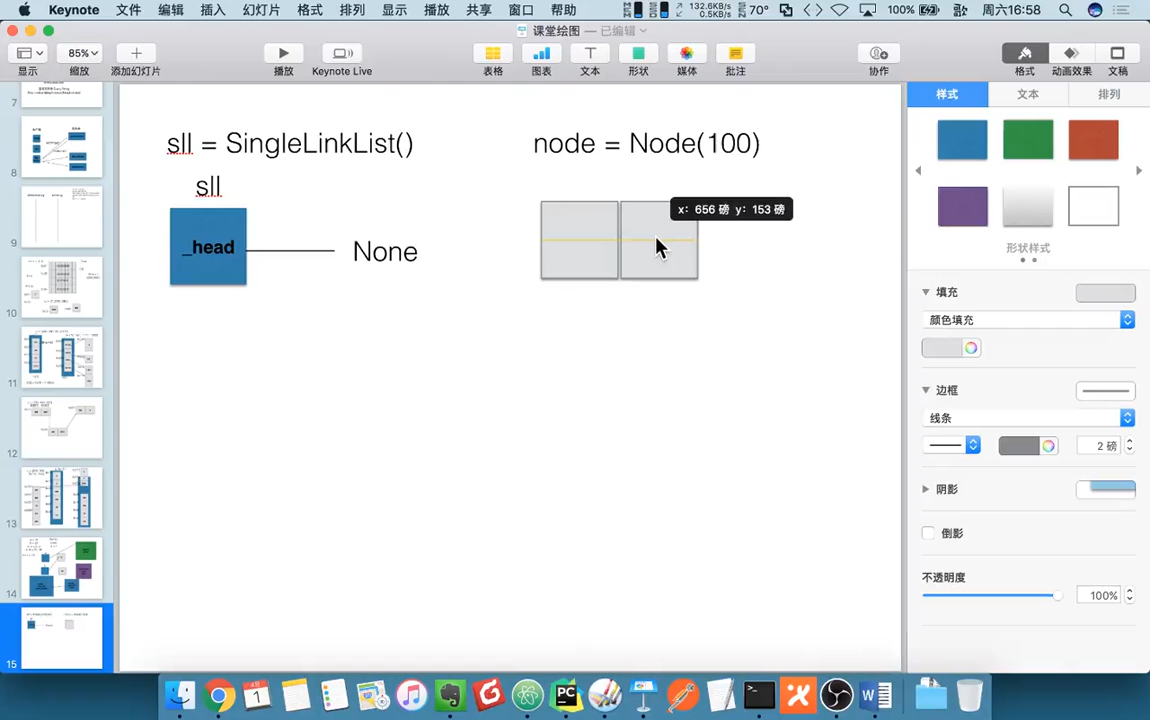 Keynote 文件 编辑 插入 幻灯片 格式 排列 显示 播放 共享 窗口 帮助 132.6KB/s 0.5KB/s 70° 100% 周六16:58
课堂绘图 — 已编辑
85%
显示 缩放 添加幻灯片 播放 Keynote Live 表格 图表 文本 形状 媒体 批注 协作 格式 动画效果 文稿
样式 文本 排列
7
8
9
10
11
12
13
14
15
sll = SingleLinkList() node = Node(100)
sll
x: 656 磅 y: 153 磅
_head
None
形状样式
填充
颜色填充
边框
线条
2 磅
阴影
倒影
不透明度
100%
1
PC
W